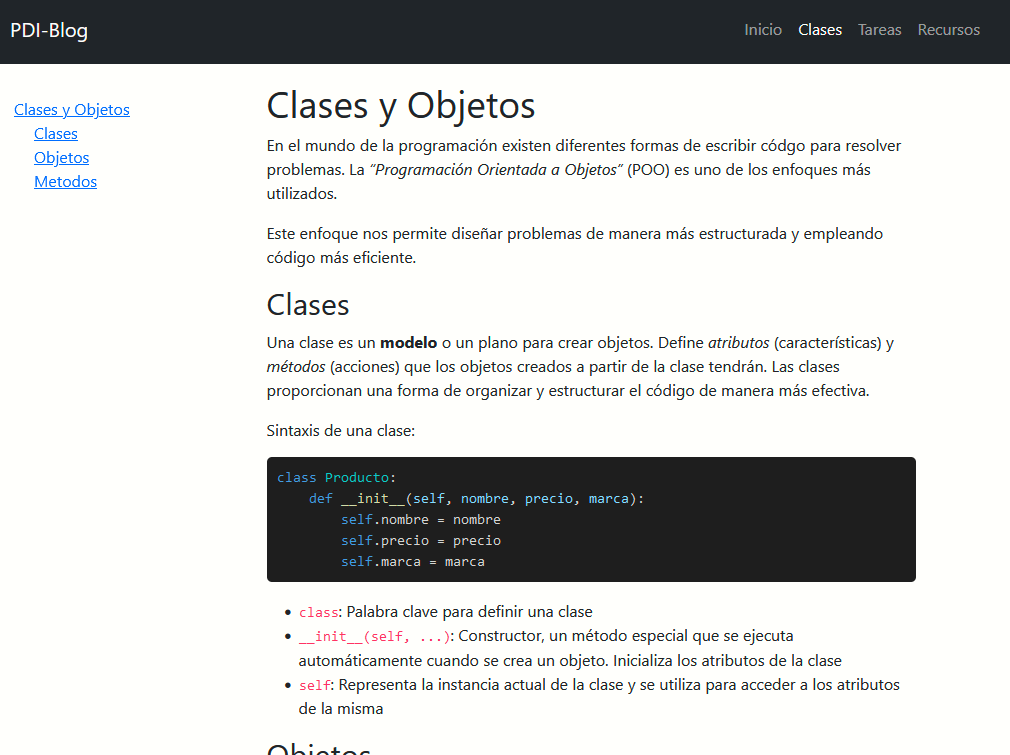 PDI-Blog
Inicio Clases Tareas Recursos
Clases y Objetos
Clases
Objetos
Metodos
Clases y Objetos
En el mundo de la programación existen diferentes formas de escribir códgo para resolver
problemas. La “Programación Orientada a Objetos” (POO) es uno de los enfoques más
utilizados.
Este enfoque nos permite diseñar problemas de manera más estructurada y empleando
código más eficiente.
Clases
Una clase es un modelo o un plano para crear objetos. Define atributos (características) y
métodos (acciones) que los objetos creados a partir de la clase tendrán. Las clases
proporcionan una forma de organizar y estructurar el código de manera más efectiva.
Sintaxis de una clase:
class Producto:
    def __init__(self, nombre, precio, marca):
        self.nombre = nombre
        self.precio = precio
        self.marca = marca
• class: Palabra clave para definir una clase
• __init__(self, ...): Constructor, un método especial que se ejecuta
automáticamente cuando se crea un objeto. Inicializa los atributos de la clase
• self: Representa la instancia actual de la clase y se utiliza para acceder a los atributos
de la misma
Objetos